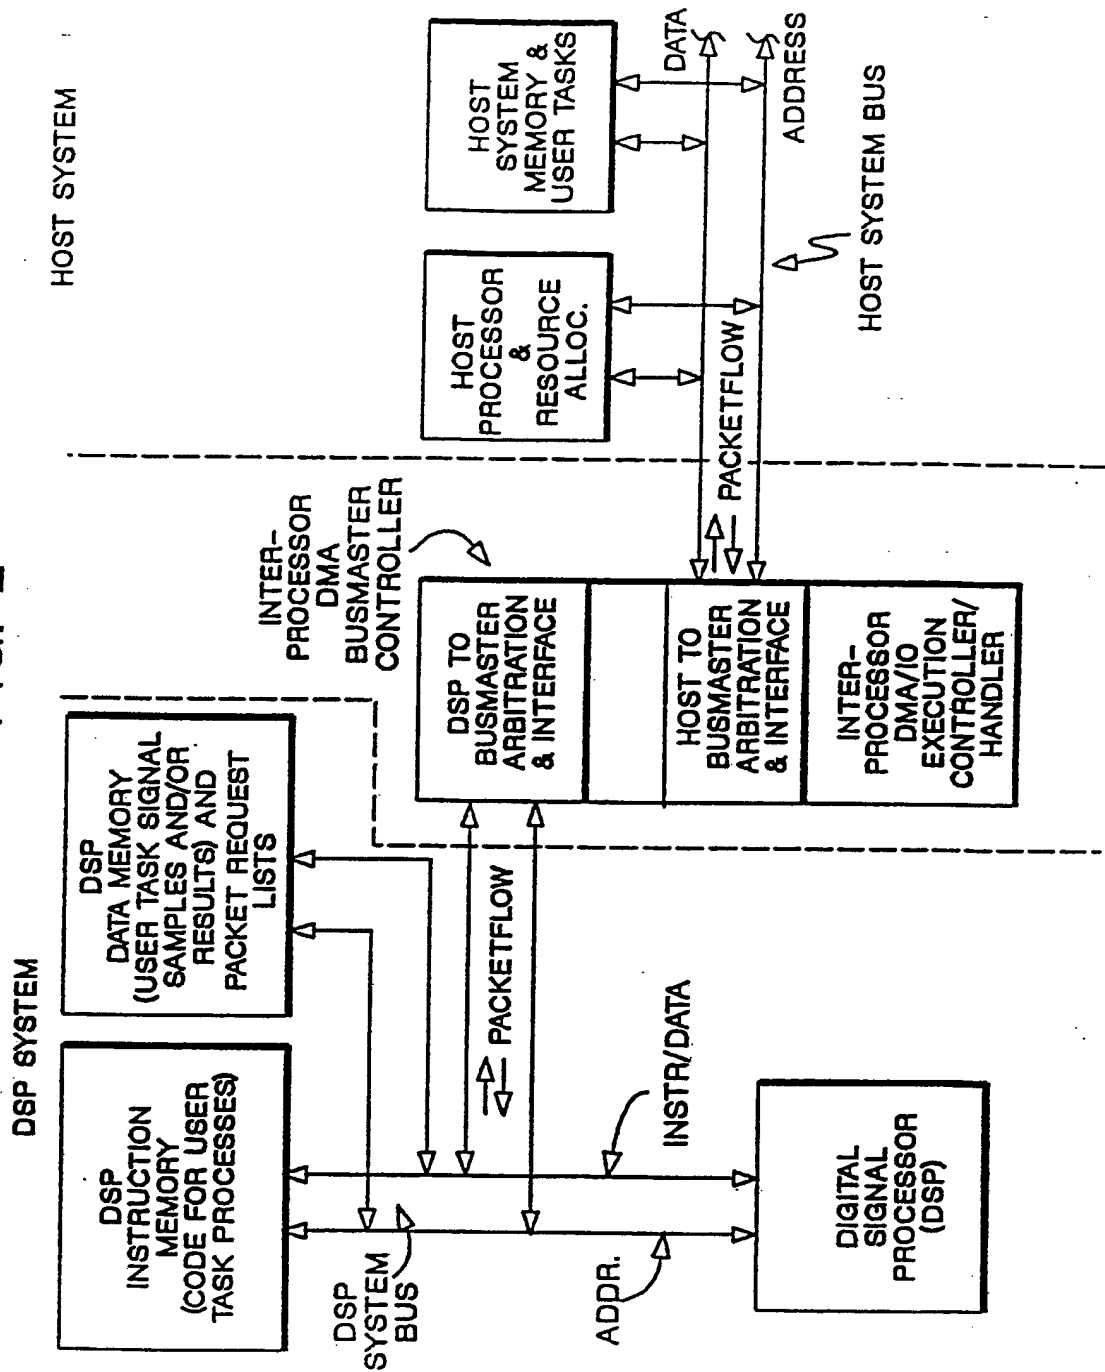 DSP SYSTEM
HOST SYSTEM
DSP
INSTRUCTION
MEMORY
(CODE FOR USER
TASK PROCESSES)
DSP
DATA MEMORY
(USER TASK SIGNAL
SAMPLES AND/OR
RESULTS) AND
PACKET REQUEST
LISTS
DSP
SYSTEM
BUS
ADDR.
INSTR/DATA
PACKETFLOW
DIGITAL
SIGNAL
PROCESSOR
(DSP)
INTER-
PROCESSOR
DMA
BUSMASTER
CONTROLLER
DSP TO
BUSMASTER
ARBITRATION
& INTERFACE
HOST TO
BUSMASTER
ARBITRATION
& INTERFACE
INTER-
PROCESSOR
DMA/IO
EXECUTION
CONTROLLER/
HANDLER
PACKETFLOW
HOST
PROCESSOR
&
RESOURCE
ALLOC.
HOST
SYSTEM
MEMORY &
USER TASKS
DATA
ADDRESS
HOST SYSTEM BUS